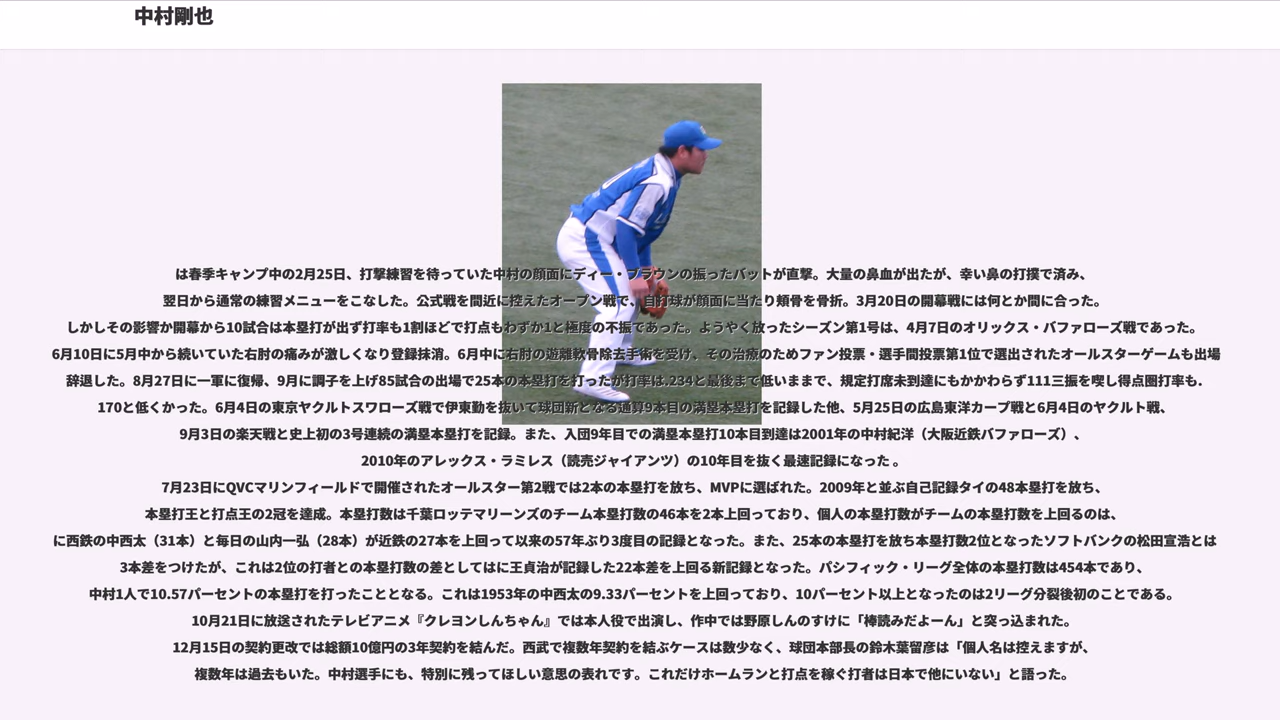 中村剛也
は春季キャンプ中の2月25日、打撃練習を待っていた中村の顔面にディー・ブラウンの振ったバットが直撃。大量の鼻血が出たが、幸い鼻の打撲で済み、
翌日から通常の練習メニューをこなした。公式戦を間近に控えたオープン戦で、自打球が顔面に当たり頬骨を骨折。3月20日の開幕戦には何とか間に合った。
しかしその影響か開幕から10試合は本塁打が出ず打率も1割ほどで打点もわずか1と極度の不振であった。ようやく放ったシーズン第1号は、4月7日のオリックス・バファローズ戦であった。
6月10日に5月中から続いていた右肘の痛みが激しくなり登録抹消。6月中に右肘の遊離軟骨除去手術を受け、その治療のためファン投票・選手間投票第1位で選出されたオールスターゲームも出場
辞退した。8月27日に一軍に復帰、9月に調子を上げ85試合の出場で25本の本塁打を打ったが打率は.234と最後まで低いままで、規定打席未到達にもかかわらず111三振を喫し得点圏打率も.
170と低くかった。6月4日の東京ヤクルトスワローズ戦で伊東勤を抜いて球団新となる通算9本目の満塁本塁打を記録した他、5月25日の広島東洋カープ戦と6月4日のヤクルト戦、
9月3日の楽天戦と史上初の3号連続の満塁本塁打を記録。また、入団9年目での満塁本塁打10本目到達は2001年の中村紀洋（大阪近鉄バファローズ）、
2010年のアレックス・ラミレス（読売ジャイアンツ）の10年目を抜く最速記録になった 。
7月23日にQVCマリンフィールドで開催されたオールスター第2戦では2本の本塁打を放ち、MVPに選ばれた。2009年と並ぶ自己記録タイの48本塁打を放ち、
本塁打王と打点王の2冠を達成。本塁打数は千葉ロッテマリーンズのチーム本塁打数の46本を2本上回っており、個人の本塁打数がチームの本塁打数を上回るのは、
に西鉄の中西太（31本）と毎日の山内一弘（28本）が近鉄の27本を上回って以来の57年ぶり3度目の記録となった。また、25本の本塁打を放ち本塁打数2位となったソフトバンクの松田宣浩とは
3本差をつけたが、これは2位の打者との本塁打数の差としてはに王貞治が記録した22本差を上回る新記録となった。パシフィック・リーグ全体の本塁打数は454本であり、
中村1人で10.57パーセントの本塁打を打ったこととなる。これは1953年の中西太の9.33パーセントを上回っており、10パーセント以上となったのは2リーグ分裂後初のことである。
10月21日に放送されたテレビアニメ『クレヨンしんちゃん』では本人役で出演し、作中では野原しんのすけに「棒読みだよーん」と突っ込まれた。
12月15日の契約更改では総額10億円の3年契約を結んだ。西武で複数年契約を結ぶケースは数少なく、球団本部長の鈴木葉留彦は「個人名は控えますが、
複数年は過去もいた。中村選手にも、特別に残ってほしい意思の表れです。これだけホームランと打点を稼ぐ打者は日本で他にいない」と語った。